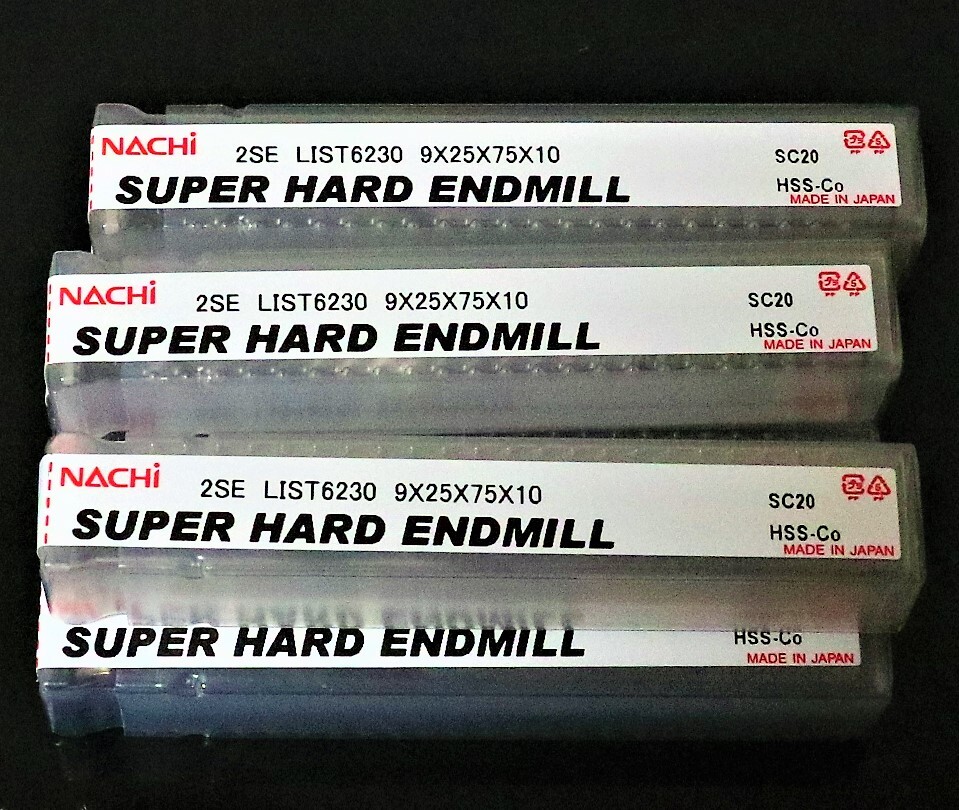 NACHi
2SE LIST6230 9X25X75X10
SC20
SUPER HARD ENDMILL
HSS-Co
MADE IN JAPAN
NACHi
2SE LIST6230 9X25X75X10
SC20
SUPER HARD ENDMILL
HSS-Co
MADE IN JAPAN
NACHi
2SE LIST6230 9X25X75X10
SC20
SUPER HARD ENDMILL
HSS-Co
MADE IN JAPAN
SUPER HARD ENDMILL
HSS-Co
MADE IN JAPAN